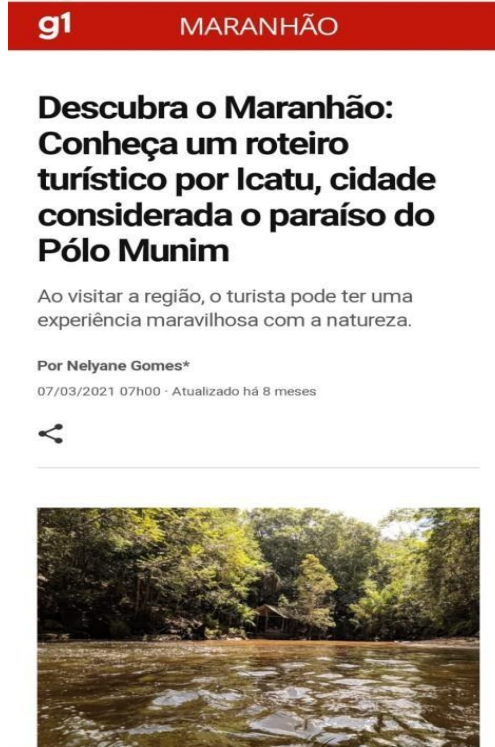 g1 MARANHÃO
Descubra o Maranhão:
Conheça um roteiro
turístico por Icatu, cidade
considerada o paraíso do
Pólo Munim
Ao visitar a região, o turista pode ter uma
experiência maravilhosa com a natureza.
Por Nelyane Gomes*
07/03/2021 07h00 · Atualizado há 8 meses